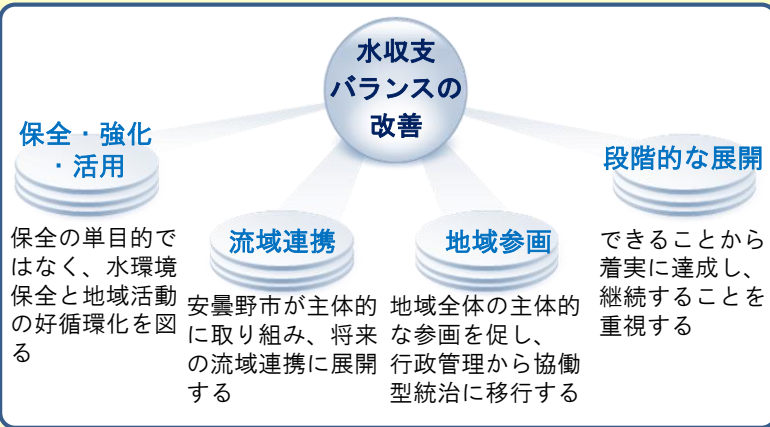 水収支
バランスの
改善
保全・強化
・活用
保全の単目的で
はなく、水環境
保全と地域活動
の好循環化を図
る
流域連携
安曇野市が主体的
に取り組み、将来
の流域連携に展開
する
地域参画
地域全体の主体的
な参画を促し、
行政管理から協働
型統治に移行する
段階的な展開
できることから
着実に達成し、
継続することを
重視する